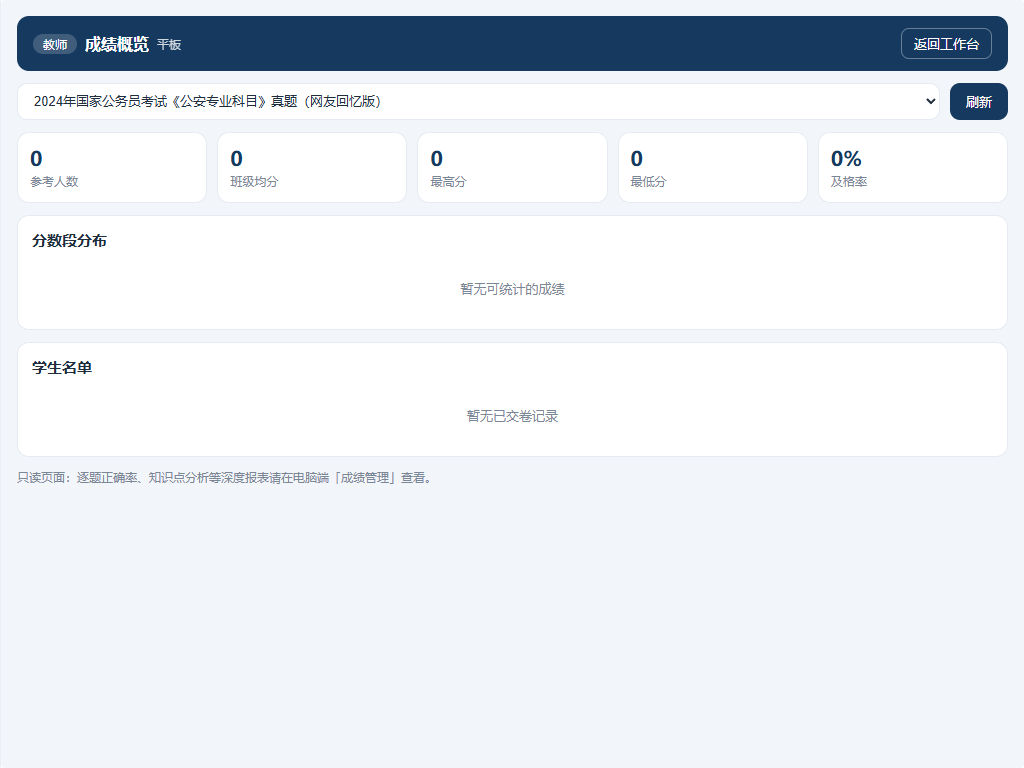 教师 成绩概览 平板 返回工作台
2024年国家公务员考试《公安专业科目》真题（网友回忆版） 刷新
0 0 0 0 0%
参考人数 班级均分 最高分 最低分 及格率
分数段分布
暂无可统计的成绩
学生名单
暂无已交卷记录
只读页面：逐题正确率、知识点分析等深度报表请在电脑端「成绩管理」查看。